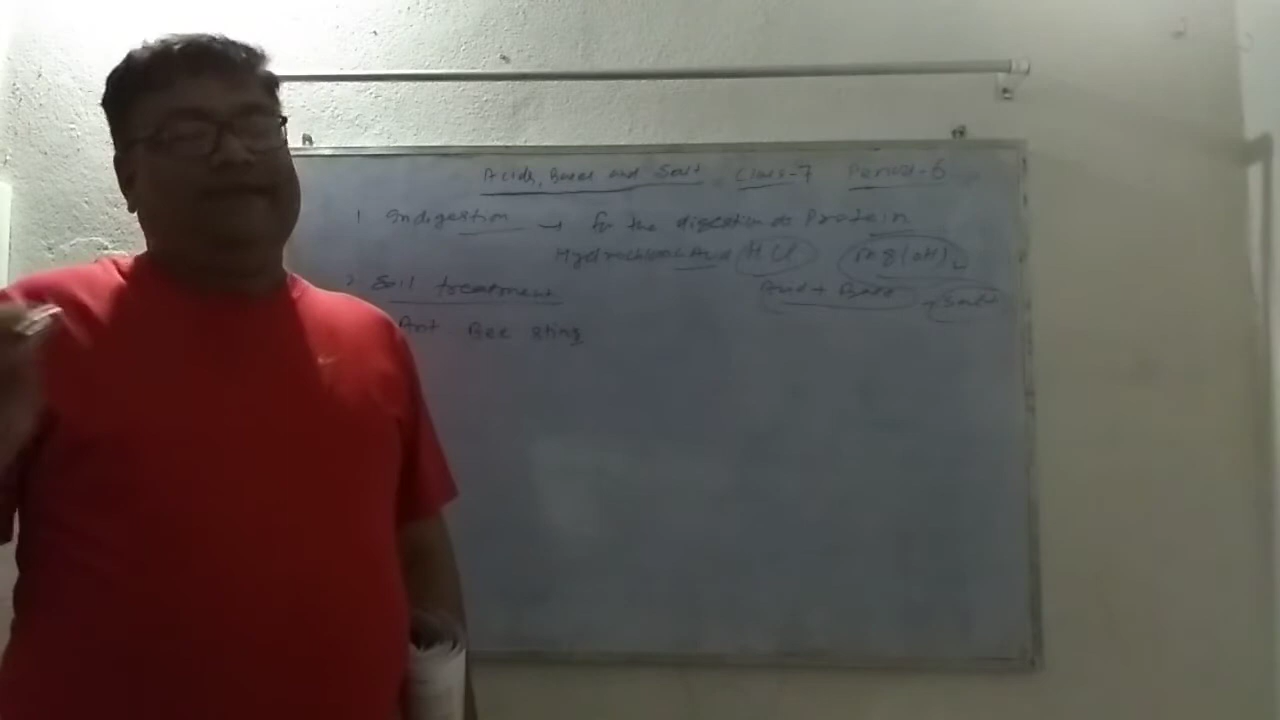 Acids, Bases and Salt Class-7 Period-6
1 Indigestion → for the digestion of Protein
Hydrochloric Acid HCl Mg(OH)2
2 Soil treatment Acid + Base → Salt
Ant Bee sting